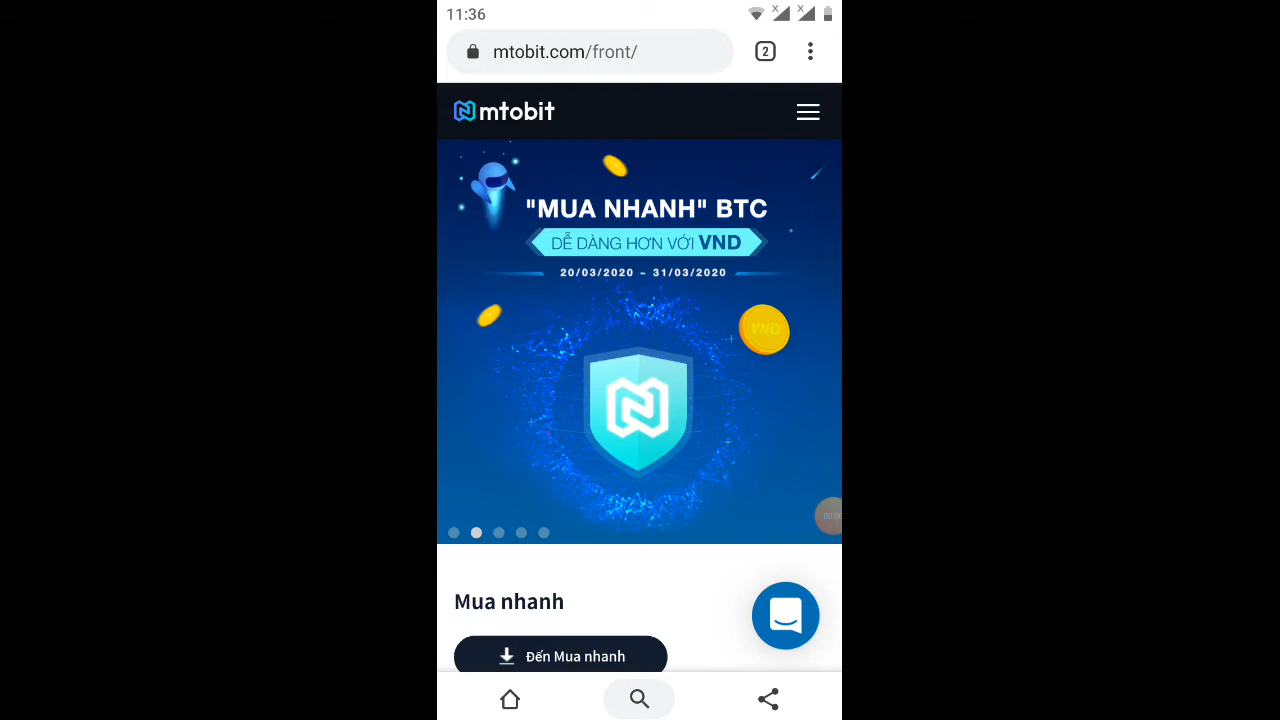 11:36
mtobit.com/front/
2
mtobit
"MUA NHANH" BTC
DỄ DÀNG HƠN VỚI VND
20/03/2020 ~ 31/03/2020
VND
Mua nhanh
Đến Mua nhanh